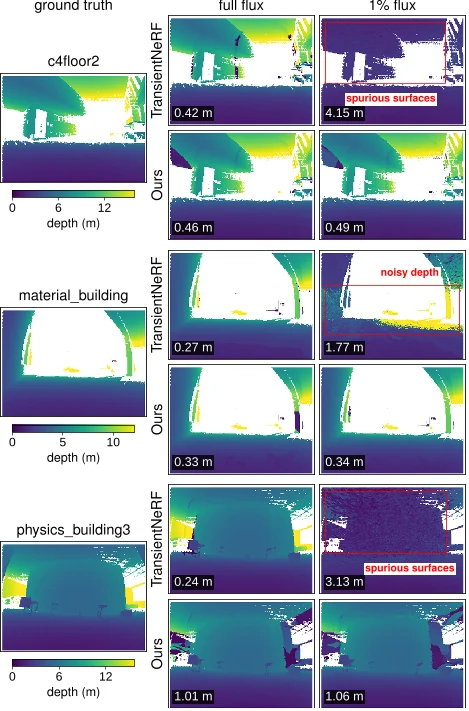 ground truth
full flux
1% flux
c4floor2
TransientNeRF
0.42 m
4.15 m
spurious surfaces
0 6 12
depth (m)
Ours
0.46 m
0.49 m
material_building
TransientNeRF
0.27 m
noisy depth
1.77 m
0 5 10
depth (m)
Ours
0.33 m
0.34 m
physics_building3
TransientNeRF
0.24 m
3.13 m
spurious surfaces
0 6 12
depth (m)
Ours
1.01 m
1.06 m